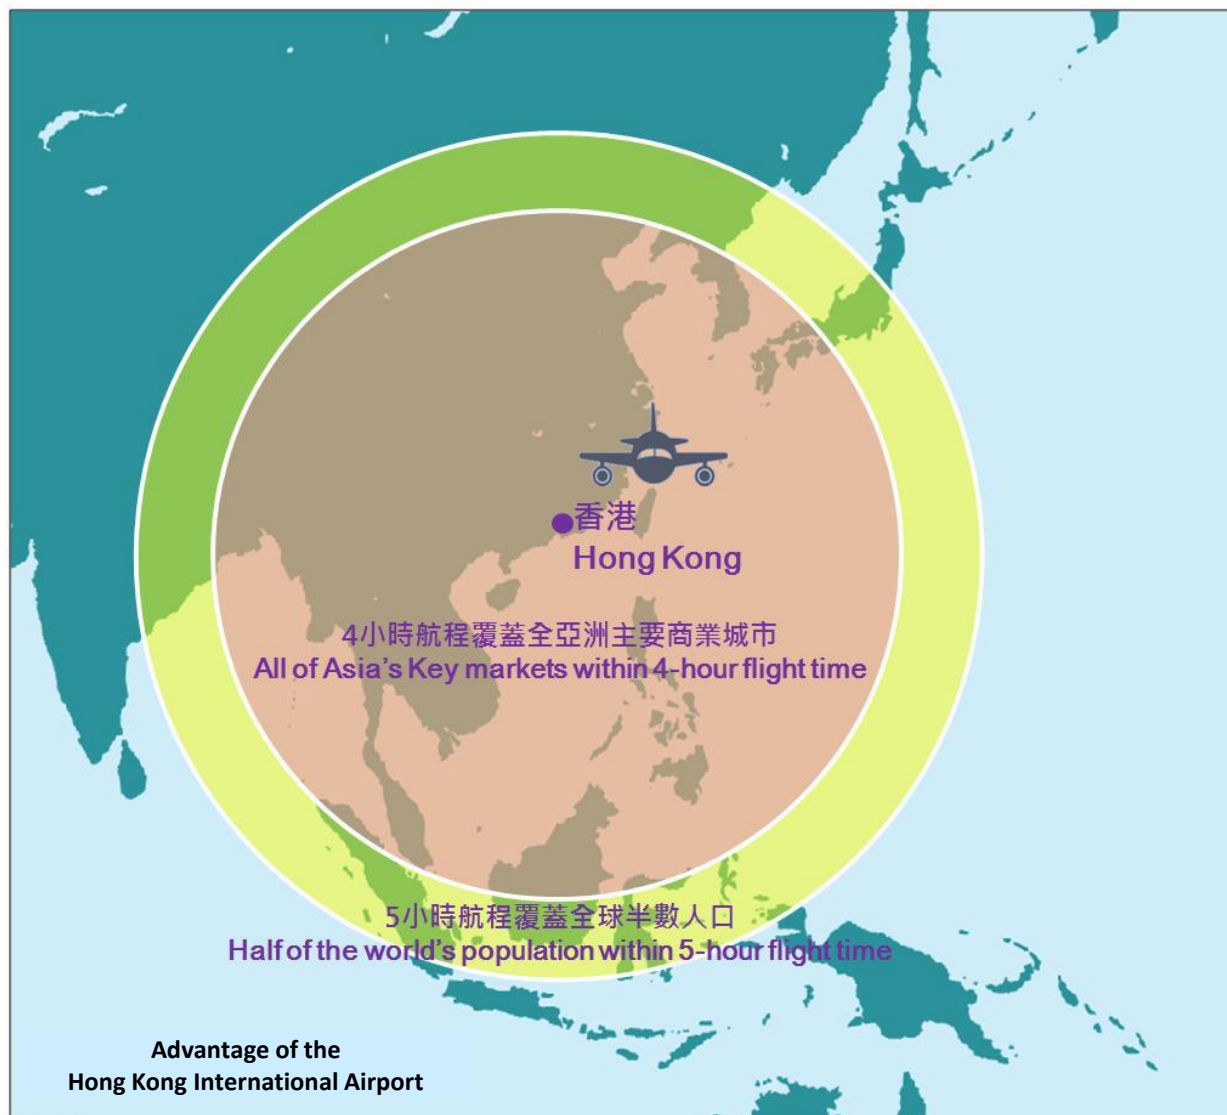 香港
Hong Kong
4小時航程覆蓋全亞洲主要商業城市
All of Asia’s Key markets within 4-hour flight time
5小時航程覆蓋全球半數人口
Half of the world’s population within 5-hour flight time
Advantage of the
Hong Kong International Airport